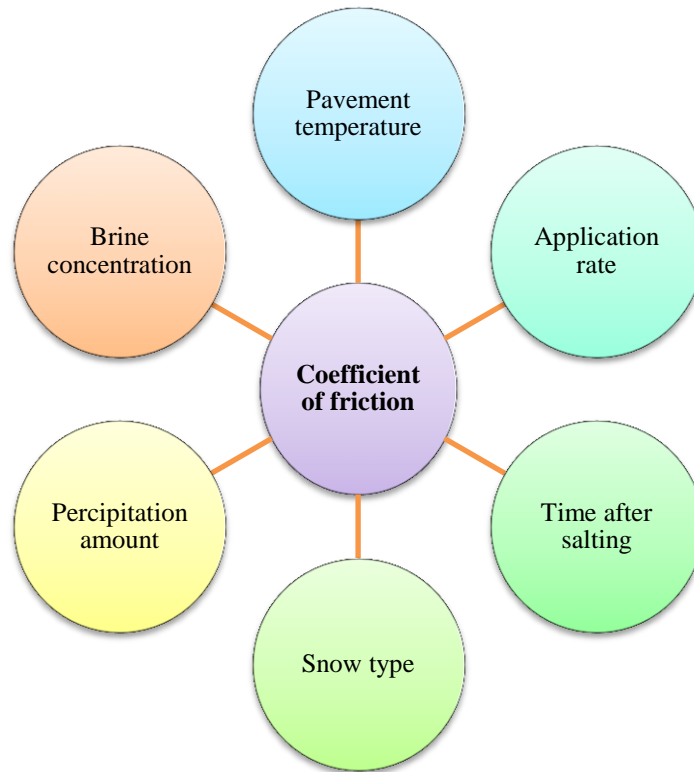 Pavement
temperature
Brine
concentration
Application
rate
Coefficient
of friction
Percipitation
amount
Time after
salting
Snow type